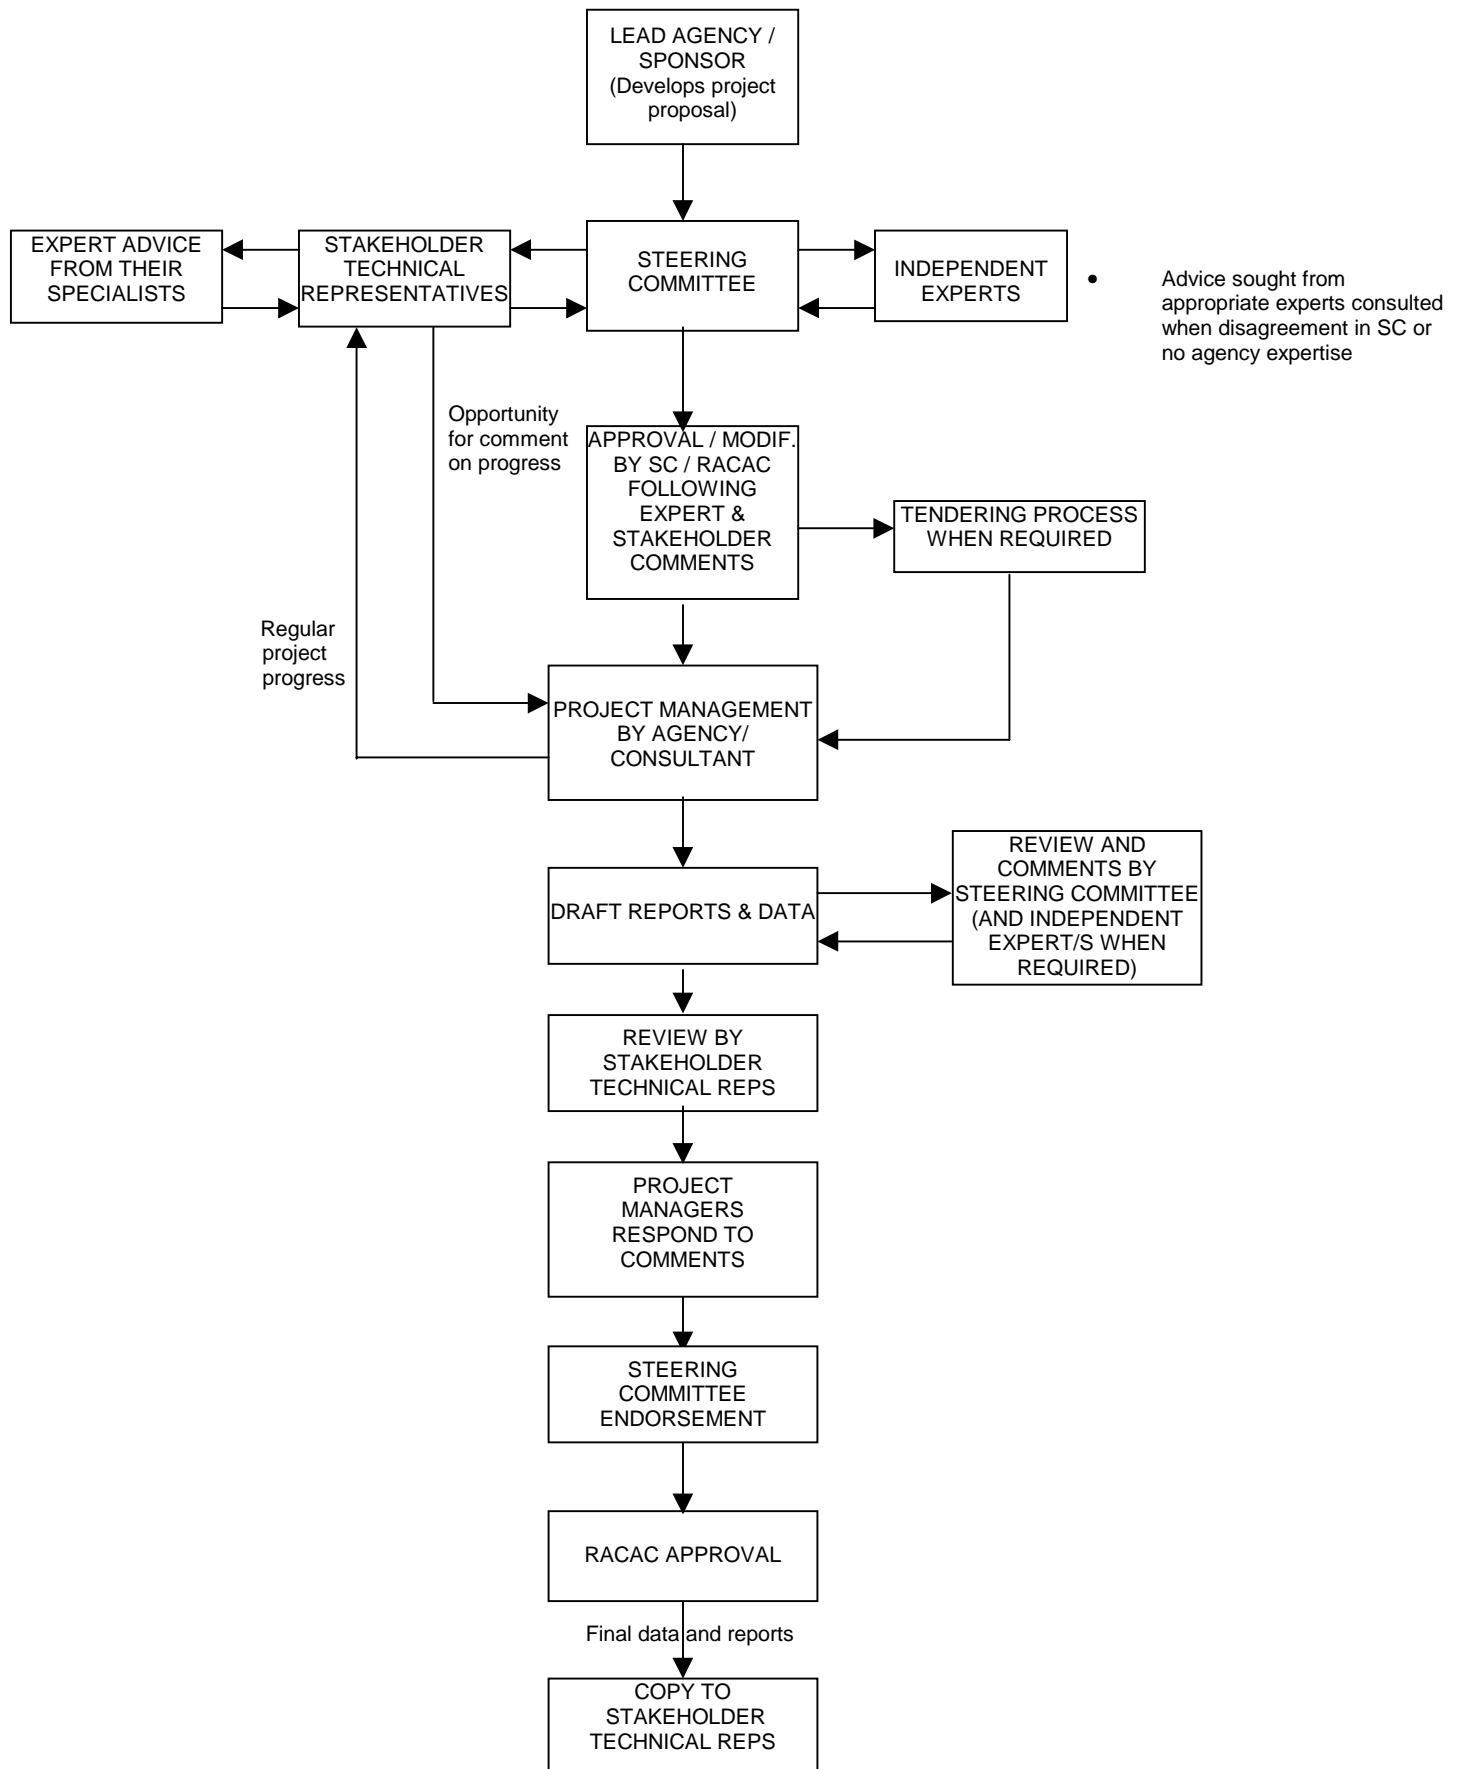 LEAD AGENCY /
SPONSOR
(Develops project
proposal)
EXPERT ADVICE
FROM THEIR
SPECIALISTS
STAKEHOLDER
TECHNICAL
REPRESENTATIVES
STEERING
COMMITTEE
INDEPENDENT
EXPERTS
• Advice sought from
appropriate experts consulted
when disagreement in SC or
no agency expertise
Opportunity
for comment
on progress
APPROVAL / MODIF.
BY SC / RACAC
FOLLOWING
EXPERT &
STAKEHOLDER
COMMENTS
TENDERING PROCESS
WHEN REQUIRED
Regular
project
progress
PROJECT MANAGEMENT
BY AGENCY/
CONSULTANT
DRAFT REPORTS & DATA
REVIEW AND
COMMENTS BY
STEERING COMMITTEE
(AND INDEPENDENT
EXPERT/S WHEN
REQUIRED)
REVIEW BY
STAKEHOLDER
TECHNICAL REPS
PROJECT
MANAGERS
RESPOND TO
COMMENTS
STEERING
COMMITTEE
ENDORSEMENT
RACAC APPROVAL
Final data and reports
COPY TO
STAKEHOLDER
TECHNICAL REPS